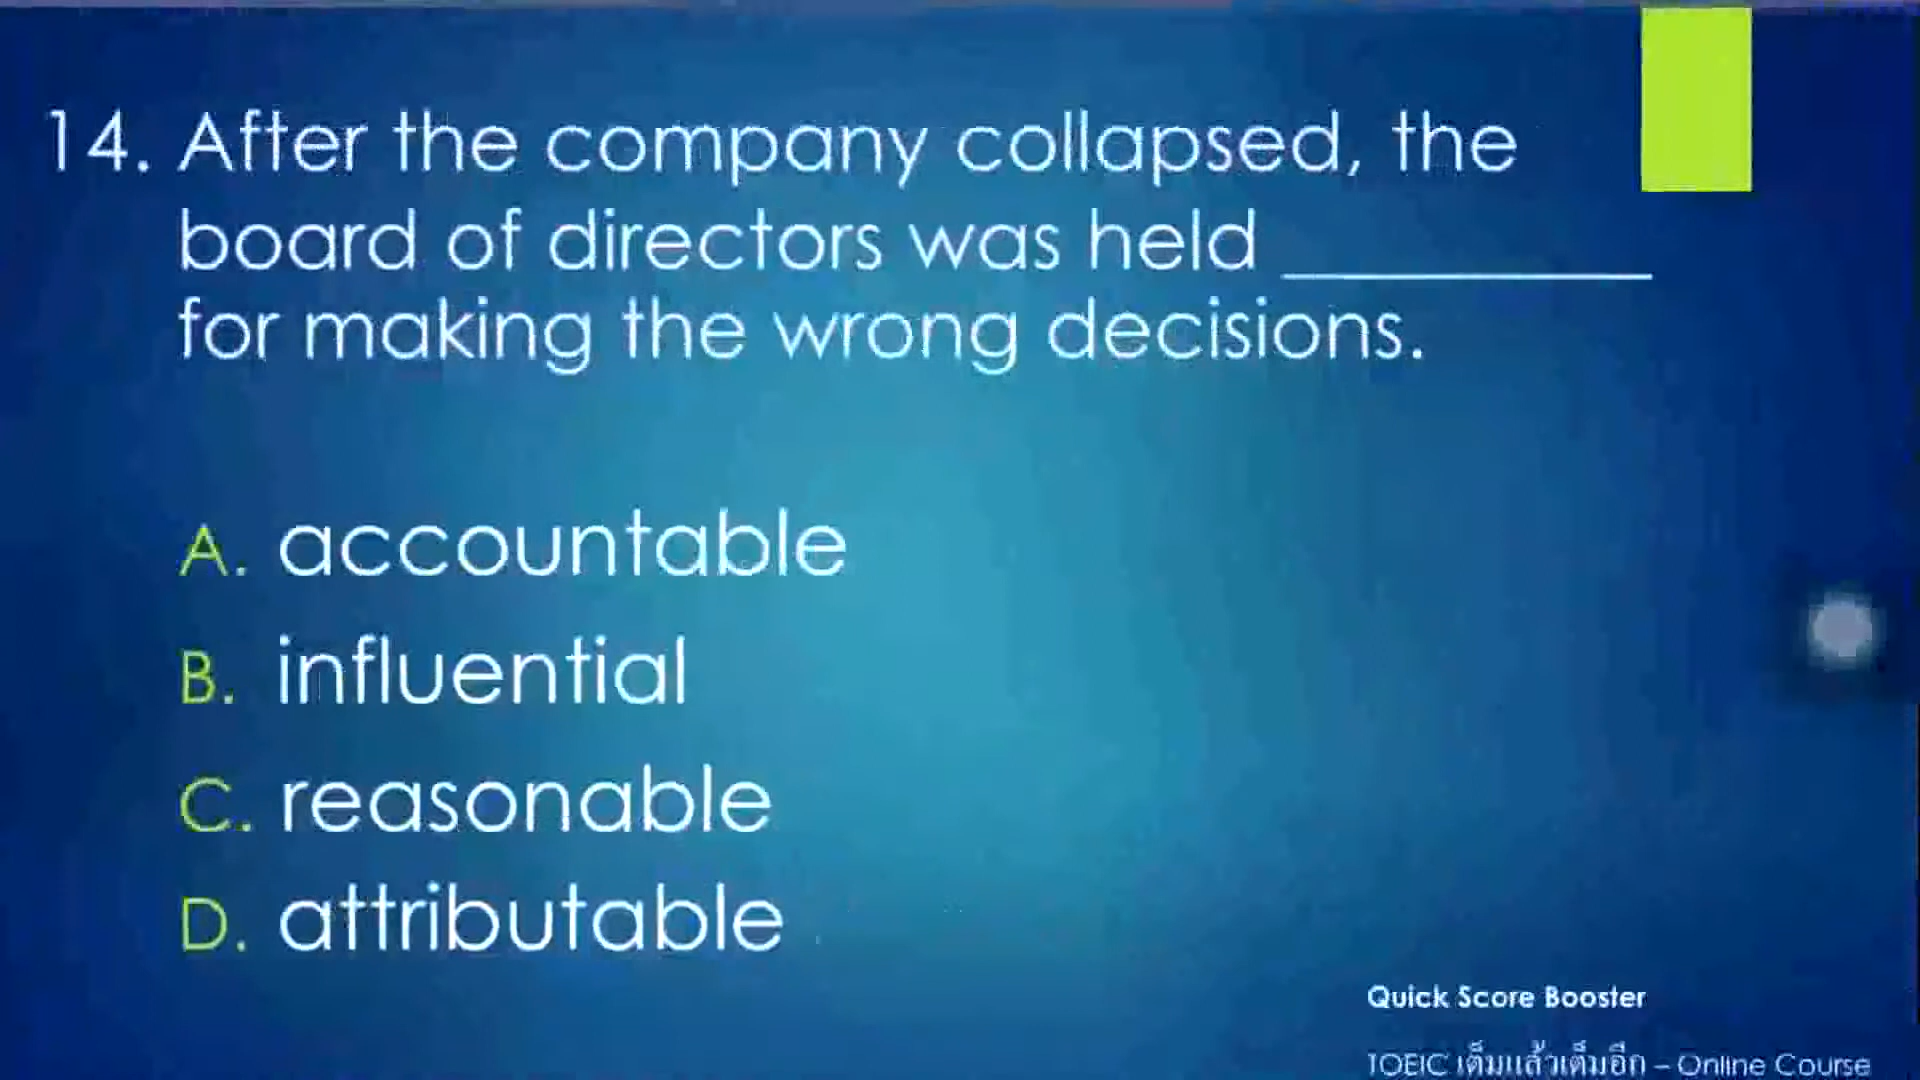 14. After the company collapsed, the
board of directors was held __________
for making the wrong decisions.
A. accountable
B. influential
C. reasonable
D. attributable
Quick Score Booster
TOEIC เต็มแล้วเต็มอีก – Online Course